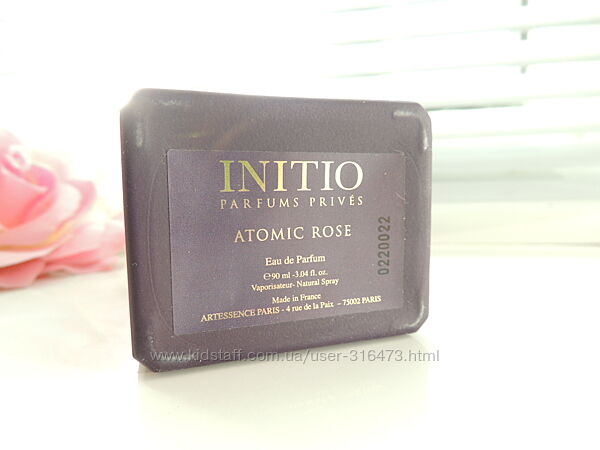 INITIO
PARFUMS PRIVÉS
ATOMIC ROSE
Eau de Parfum
℮90 ml -3.04 fl. oz.
Vaporisateur- Natural Spray
Made in France
ARTESSENCE PARIS - 4 rue de la Paix – 75002 PARIS
0220022
www.kidstaff.com.ua/user-316473.html